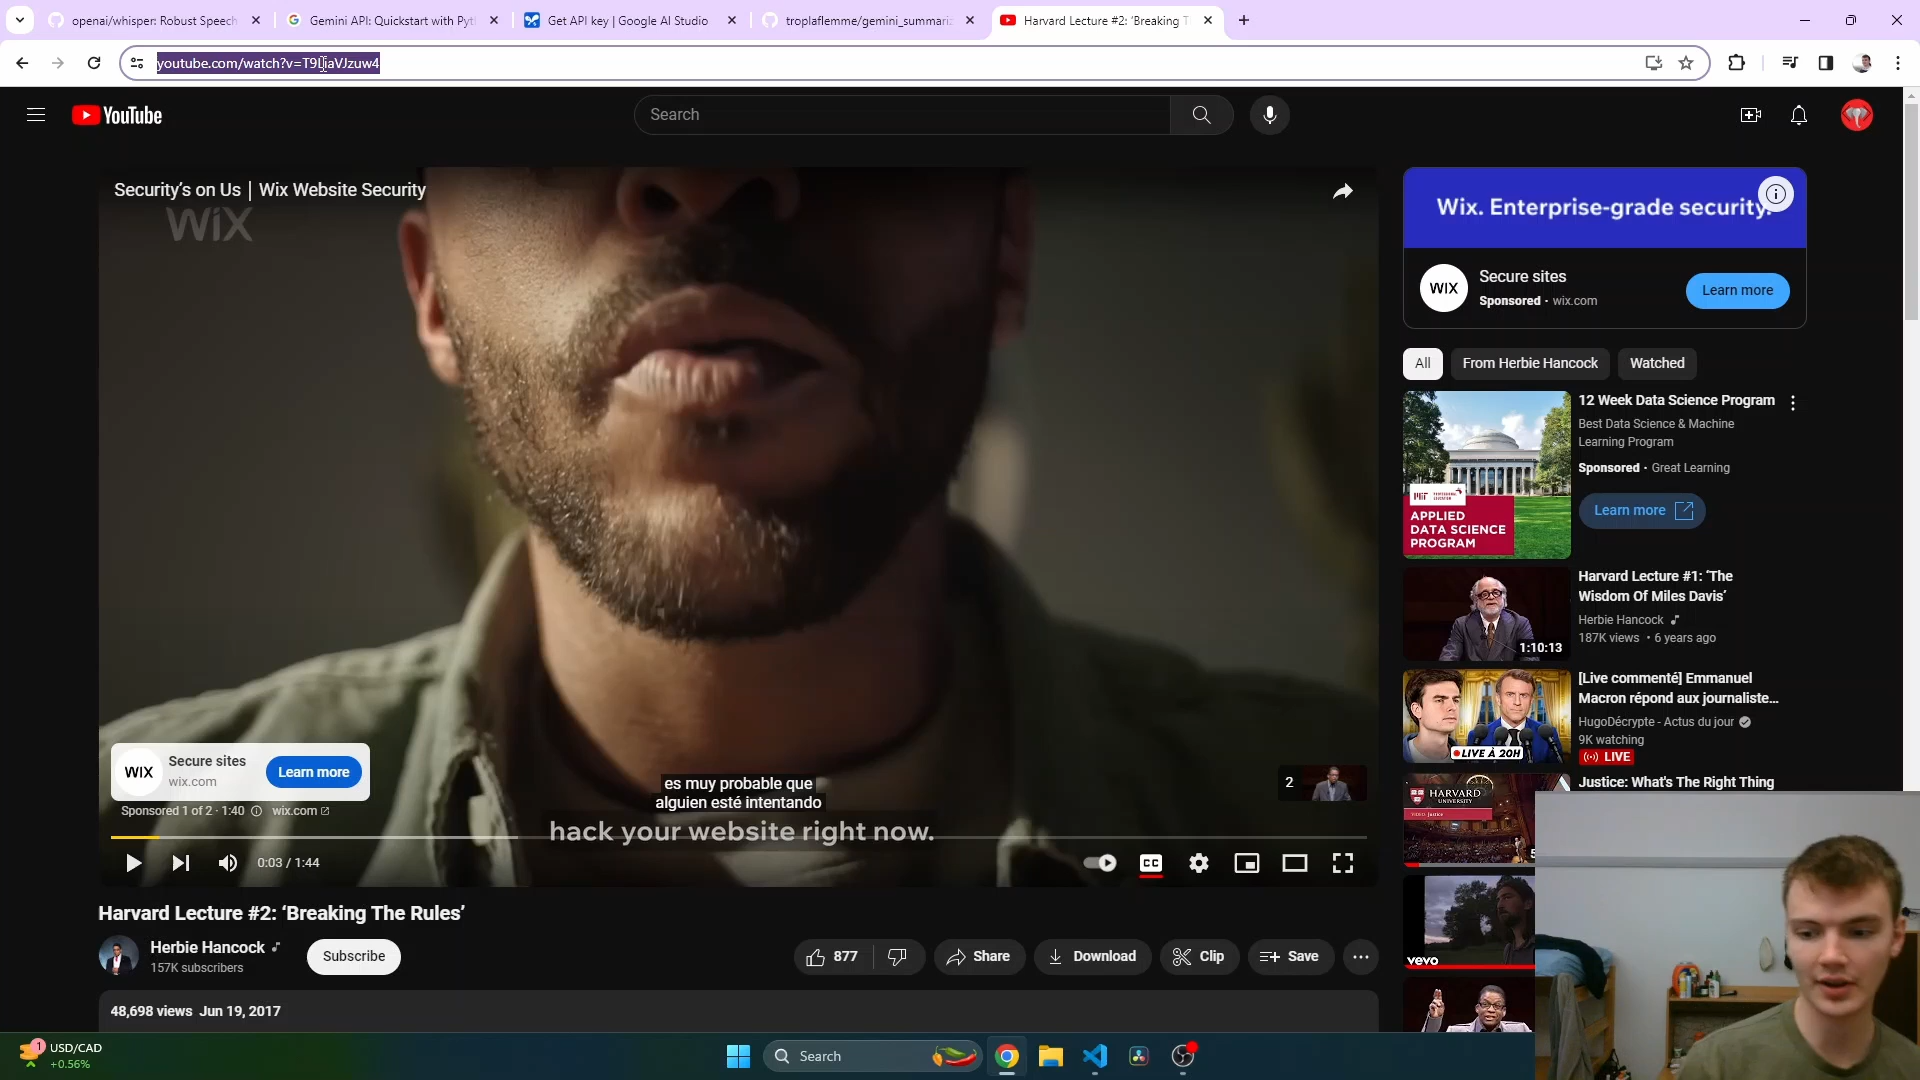 openai/whisper: Robust Speech
Gemini API: Quickstart with Pyt
Get API key | Google AI Studio
troplaflemme/gemini_summariz
Harvard Lecture #2: ‘Breaking T
youtube.com/watch?v=T9LiaVJzuw4
YouTube
Search
Security’s on Us | Wix Website Security
WiX
Wix. Enterprise-grade security.
WIX
Secure sites
Sponsored · wix.com
Learn more
All
From Herbie Hancock
Watched
12 Week Data Science Program
Best Data Science & Machine
Learning Program
Sponsored · Great Learning
Learn more
APPLIED
DATA SCIENCE
PROGRAM
Harvard Lecture #1: ‘The
Wisdom Of Miles Davis’
Herbie Hancock
187K views • 6 years ago
1:10:13
[Live commenté] Emmanuel
Macron répond aux journaliste...
HugoDécrypte - Actus du jour
9K watching
LIVE
LIVE À 20H
Justice: What's The Right Thing
HARVARD
UNIVERSITY
vevo
WIX
Secure sites
wix.com
Learn more
Sponsored 1 of 2 · 1:40
wix.com
es muy probable que
alguien esté intentando
hack your website right now.
2
0:03 / 1:44
CC
Harvard Lecture #2: ‘Breaking The Rules’
Herbie Hancock
157K subscribers
Subscribe
877
Share
Download
Clip
Save
48,698 views Jun 19, 2017
1
USD/CAD
+0.56%
Search